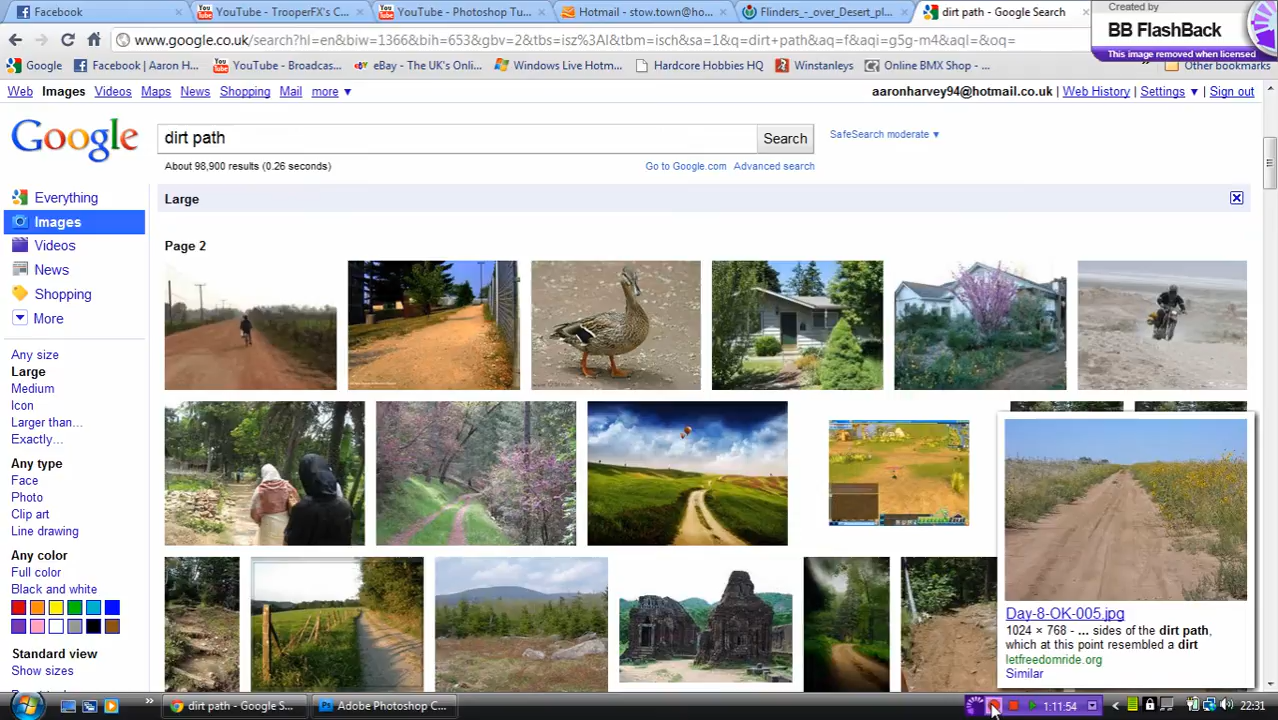 Facebook
YouTube - TrooperFX's C...
YouTube - Photoshop Tu...
Hotmail - stow.town@ho...
Flinders_-_over_Desert_pl...
dirt path - Google Search
Created by
BB FlashBack
This image removed when licensed
www.google.co.uk/search?hl=en&biw=1366&bih=653&gbv=2&tbs=isz%3Al&tbm=isch&sa=1&q=dirt+path&aq=f&aqi=g5g-m4&aql=&oq=
Google
Facebook | Aaron H...
YouTube - Broadcas...
eBay - The UK's Onli...
Windows Live Hotm...
Hardcore Hobbies HQ
Winstanleys
Online BMX Shop - ...
Other bookmarks
Web Images Videos Maps News Shopping Mail more ▼
aaronharvey94@hotmail.co.uk | Web History | Settings ▼ | Sign out
Google
dirt path
Search
SafeSearch moderate ▼
About 98,900 results (0.26 seconds)
Go to Google.com Advanced search
Everything
Images
Videos
News
Shopping
More
Large
Page 2
Any size
Large
Medium
Icon
Larger than...
Exactly...
Any type
Face
Photo
Clip art
Line drawing
Any color
Full color
Black and white
Standard view
Show sizes
Day-8-OK-005.jpg
1024 × 768 - ... sides of the dirt path,
which at this point resembled a dirt
letfreedomride.org
Similar
dirt path - Google S...
Adobe Photoshop C...
1:11:54
22:31